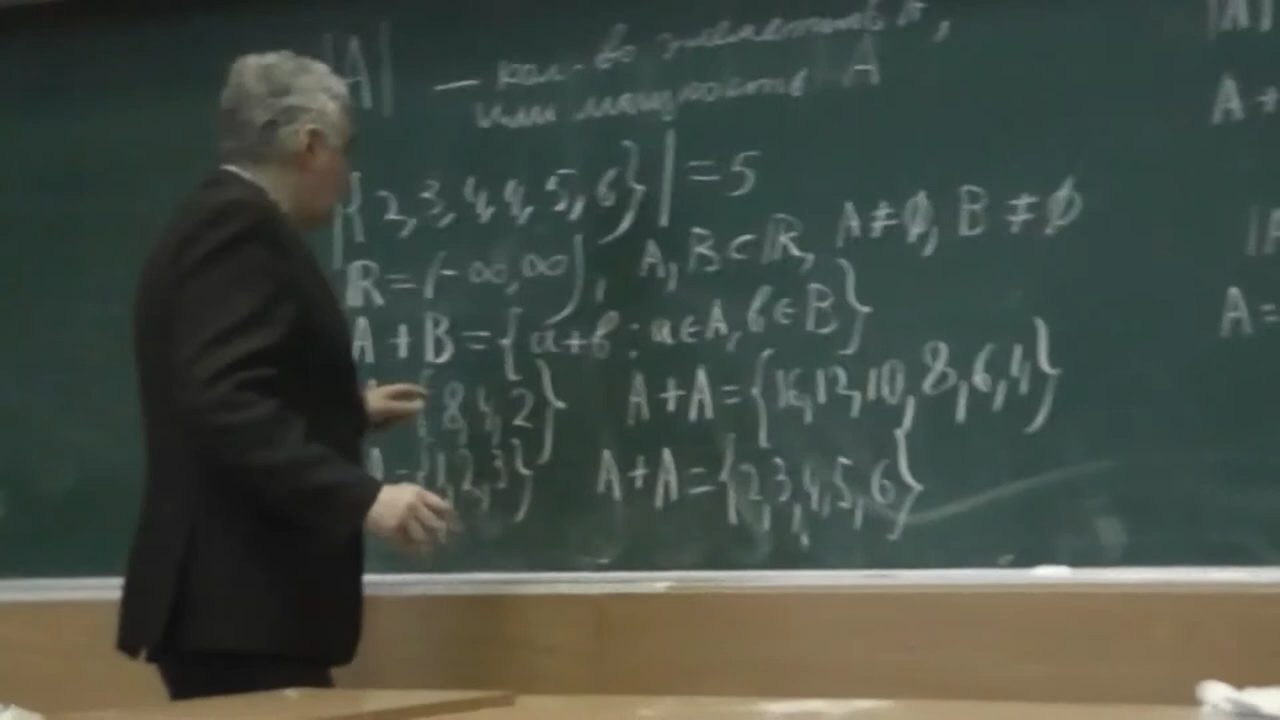 |A| — кол-во элементов A,
или мощность A
|{2,3,4,4,5,6}|=5
R=(-∞,∞), A,B⊂R, A≠∅, B≠∅
A+B={a+b:a∈A,b∈B}
{8,4,2} A+A={16,12,10,8,6,4}
={1,2,3} A+A={2,3,4,5,6}
|A|
A+
|A
A=